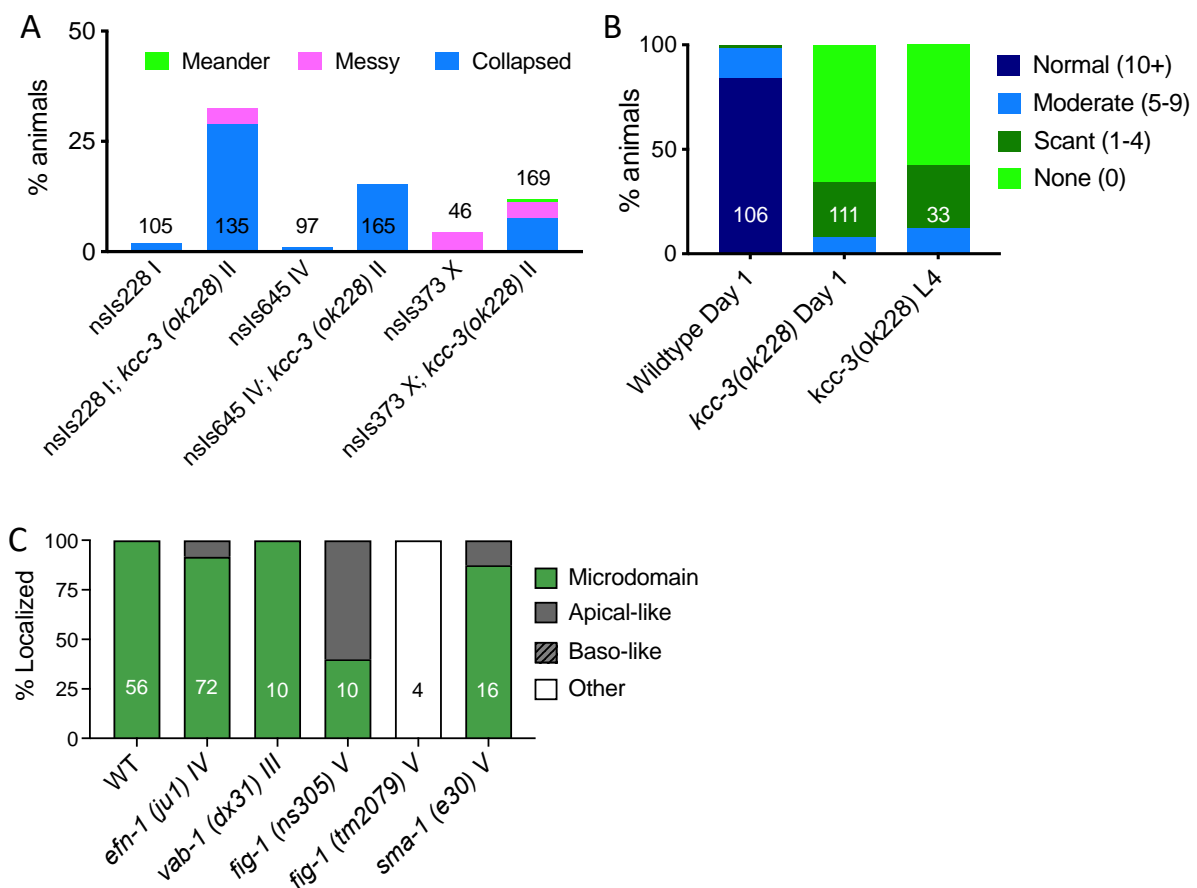 A
50
25
0
% animals
Meander
Messy
Collapsed
105
135
97
165
46
169
nsIs228 I
nsIs228 I; kcc-3 (ok228) II
nsIs645 IV
nsIs645 IV; kcc-3 (ok228) II
nsIs373 X
nsIs373 X; kcc-3(ok228) II
B
100
50
0
% animals
106
111
33
Normal (10+)
Moderate (5-9)
Scant (1-4)
None (0)
Wildtype Day 1
kcc-3(ok228) Day 1
kcc-3(ok228) L4
C
100
75
50
25
0
% Localized
56
72
10
10
4
16
Microdomain
Apical-like
Baso-like
Other
WT
efn-1 (ju1) IV
vab-1 (dx31) III
fig-1 (ns305) V
fig-1 (tm2079) V
sma-1 (e30) V